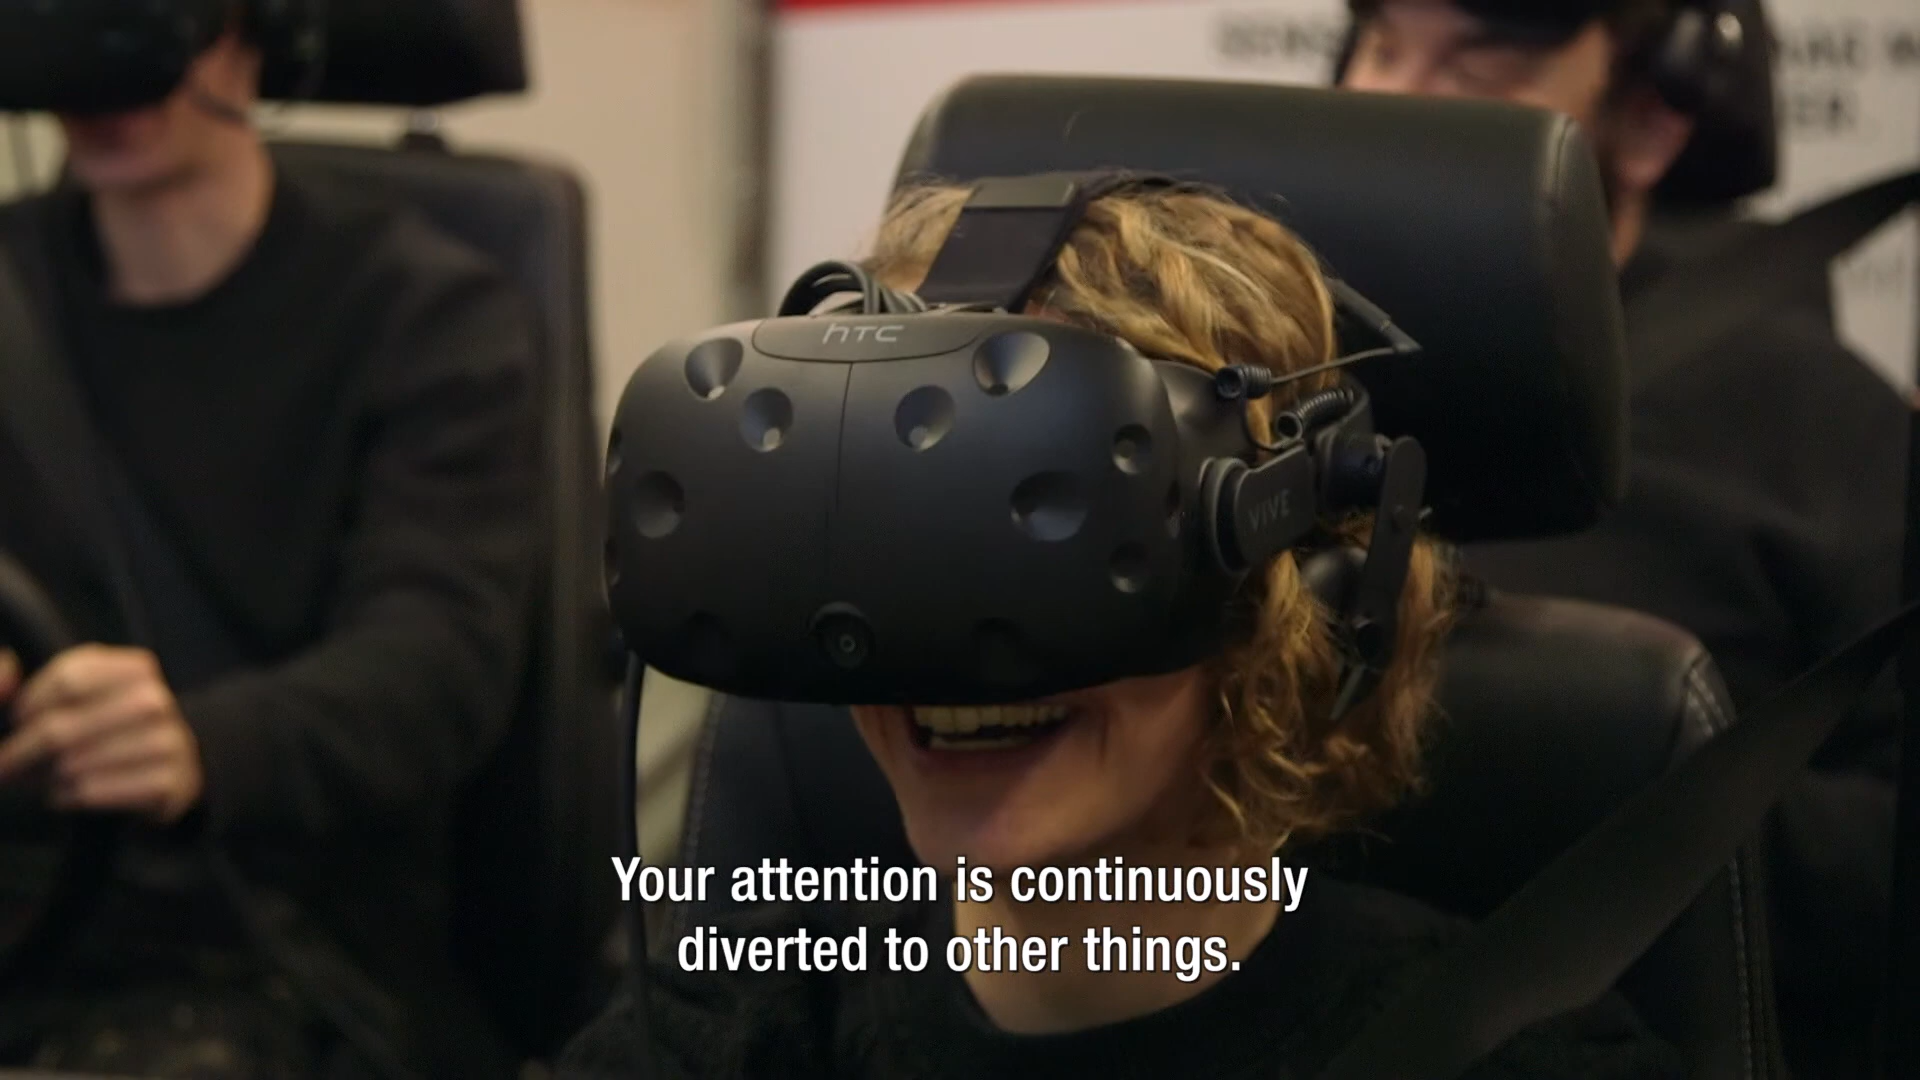 hTC
VIVE
Your attention is continuously
diverted to other things.